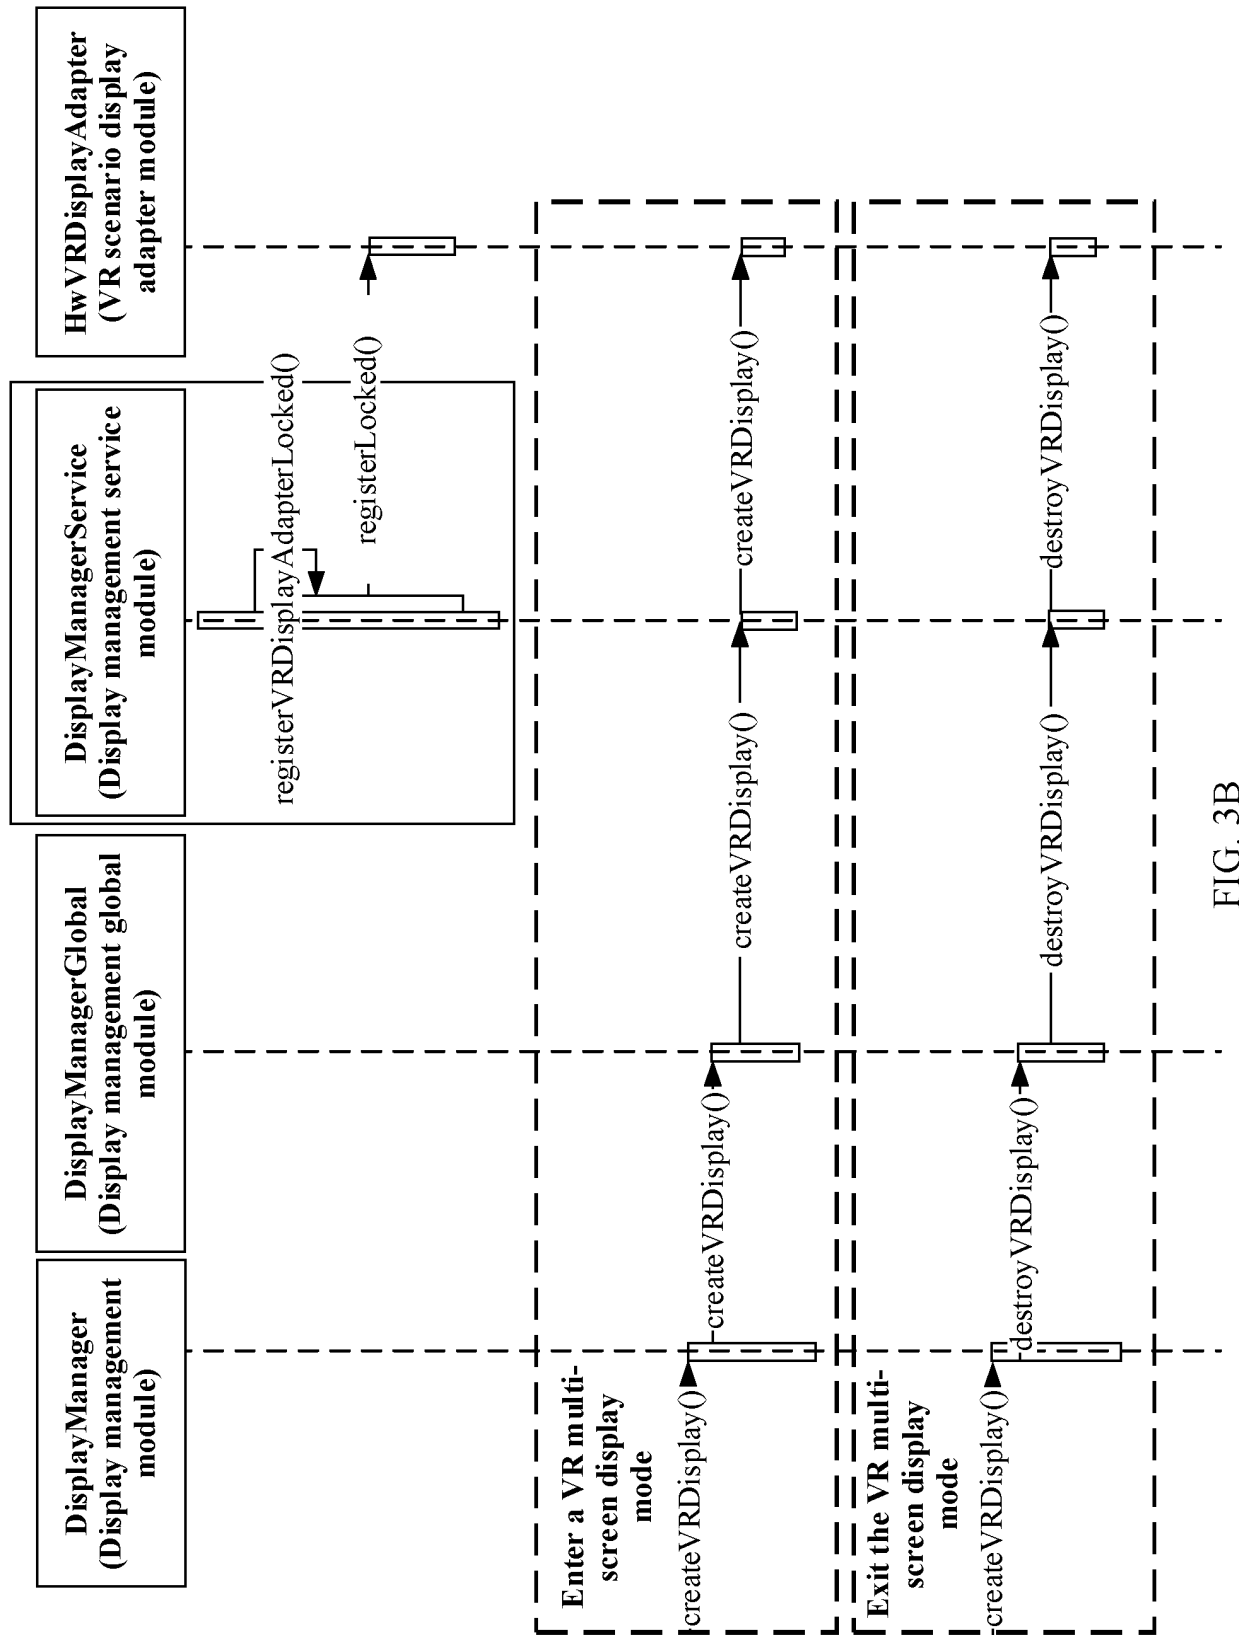 DisplayManager
(Display management
module)
DisplayManagerGlobal
(Display management global
module)
DisplayManagerService
(Display management service
module)
HwVRDisplayAdapter
(VR scenario display
adapter module)
registerVRDisplayAdapterLocked()
registerLocked()
Enter a VR multi-
screen display
mode
createVRDisplay()
createVRDisplay()
createVRDisplay()
createVRDisplay()
Exit the VR multi-
screen display
mode
createVRDisplay()
destroyVRDisplay()
destroyVRDisplay()
destroyVRDisplay()
FIG. 3B